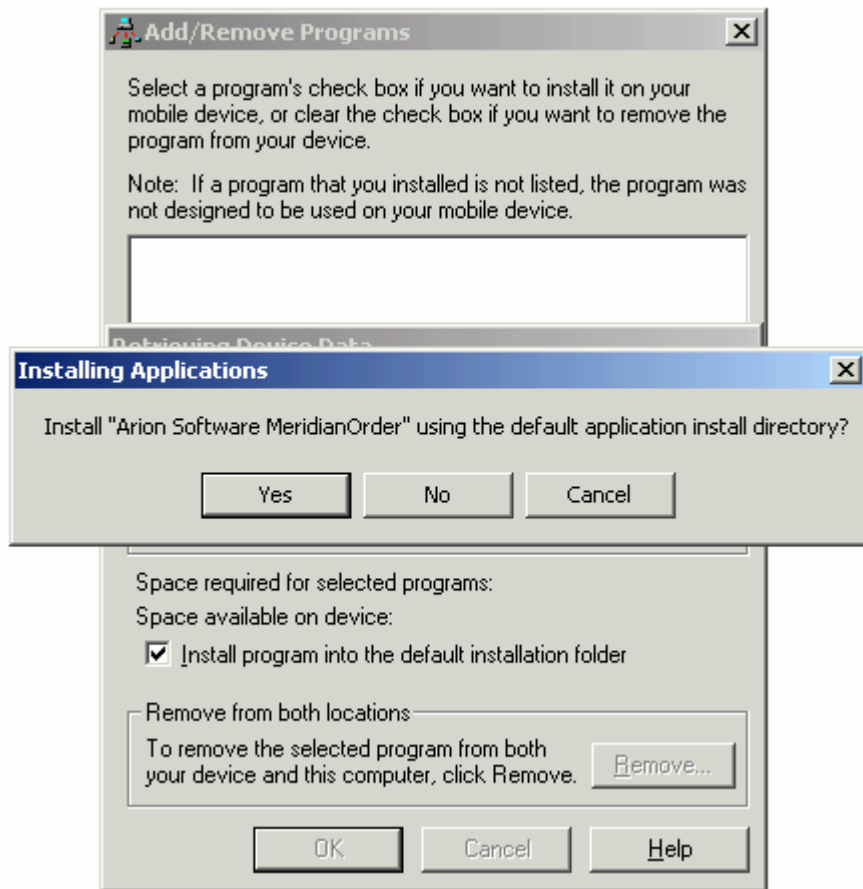 Add/Remove Programs
Select a program's check box if you want to install it on your
mobile device, or clear the check box if you want to remove the
program from your device.
Note:  If a program that you installed is not listed, the program was
not designed to be used on your mobile device.
Retrieving Device Data
Installing Applications
Install "Arion Software MeridianOrder" using the default application install directory?
Yes
No
Cancel
Space required for selected programs:
Space available on device:
Install program into the default installation folder
Remove from both locations
To remove the selected program from both
your device and this computer, click Remove.
Remove...
OK
Cancel
Help